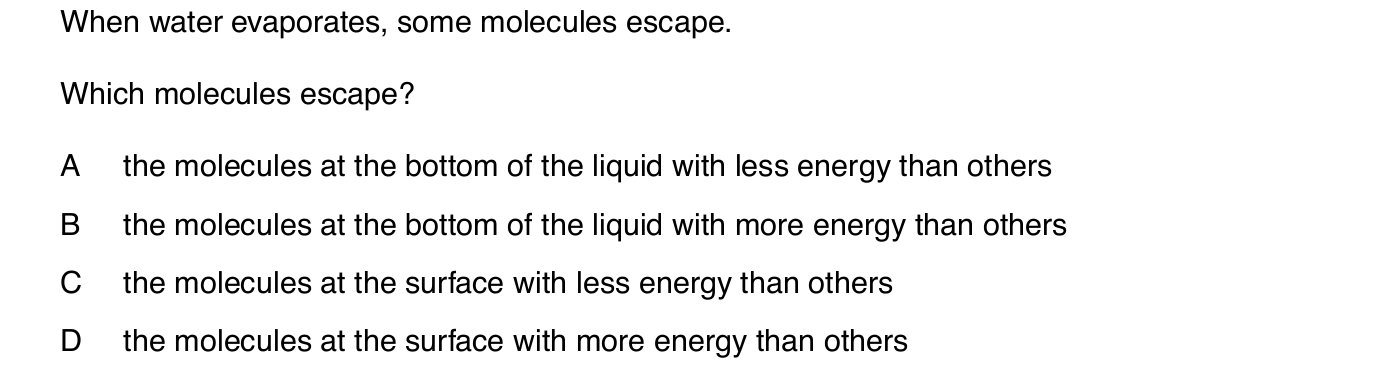 When water evaporates, some molecules escape.
Which molecules escape?
A the molecules at the bottom of the liquid with less energy than others
B the molecules at the bottom of the liquid with more energy than others
C the molecules at the surface with less energy than others
D the molecules at the surface with more energy than others